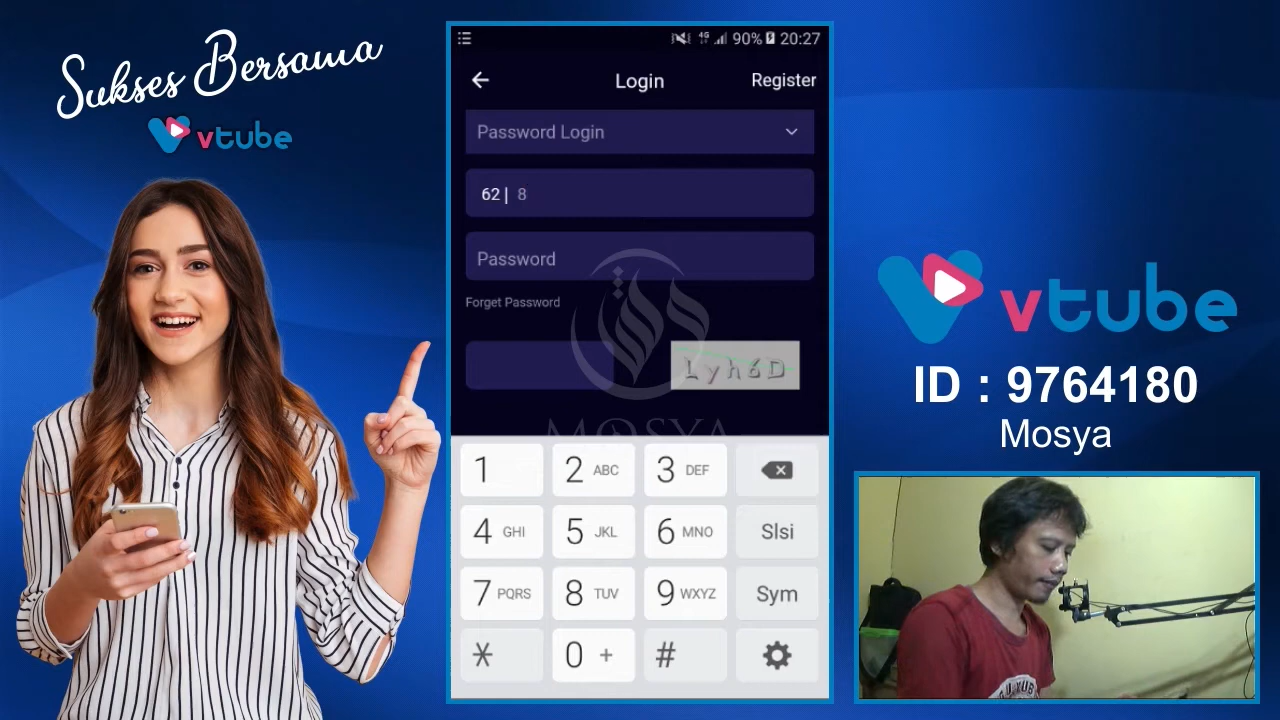 Sukses Bersama
vtube
4G 90% 20:27
Login
Register
Password Login
62 | 8
Password
Forget Password
Lyh6D
MOSYA
1
2 ABC
3 DEF
4 GHI
5 JKL
6 MNO
Slsi
7 PQRS
8 TUV
9 WXYZ
Sym
*
0 +
#
vtube
ID : 9764180
Mosya